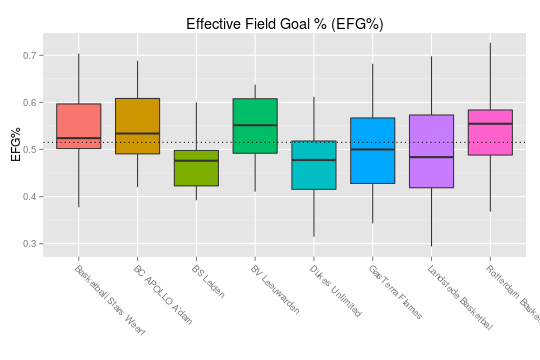 Effective Field Goal % (EFG%)
0.7
0.6
0.5
0.4
0.3
EFG%
Basketball Stars Weert
BC APOLLO A'dam
BS Leiden
BV Leeuwarden
Dukes Unlimited
GasTerra Flames
Landstede Basketbal
Rotterdam Baske